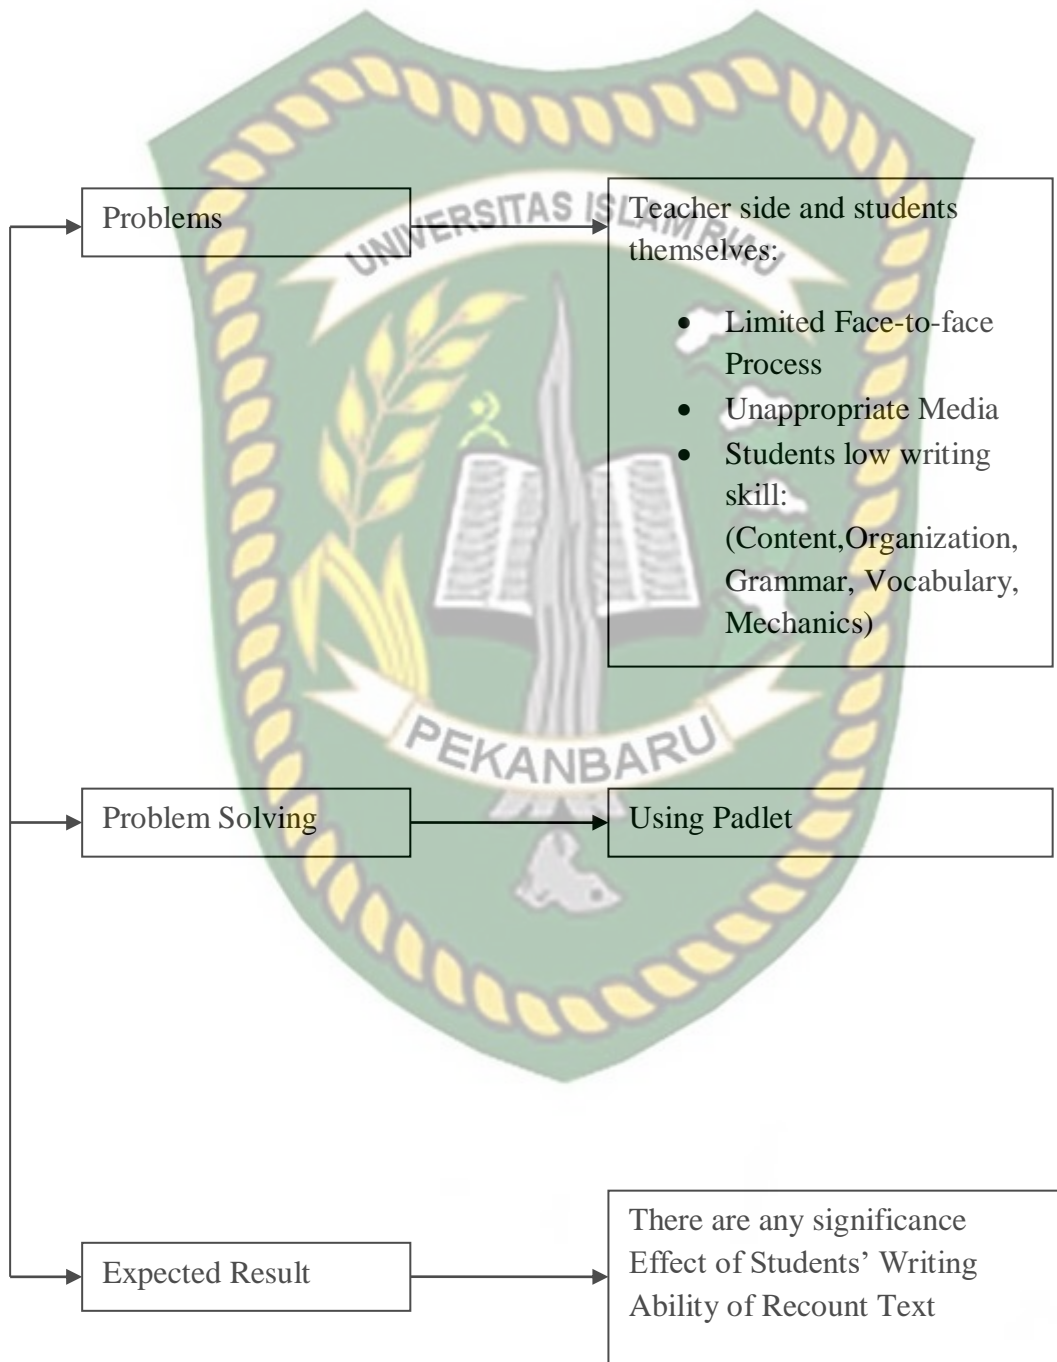 UNIVERSITAS ISLAM RIAU
Problems
Teacher side and students
themselves:
• Limited Face-to-face
Process
• Unappropriate Media
• Students low writing
skill:
(Content,Organization,
Grammar, Vocabulary,
Mechanics)
PEKANBARU
Problem Solving
Using Padlet
Expected Result
There are any significance
Effect of Students’ Writing
Ability of Recount Text